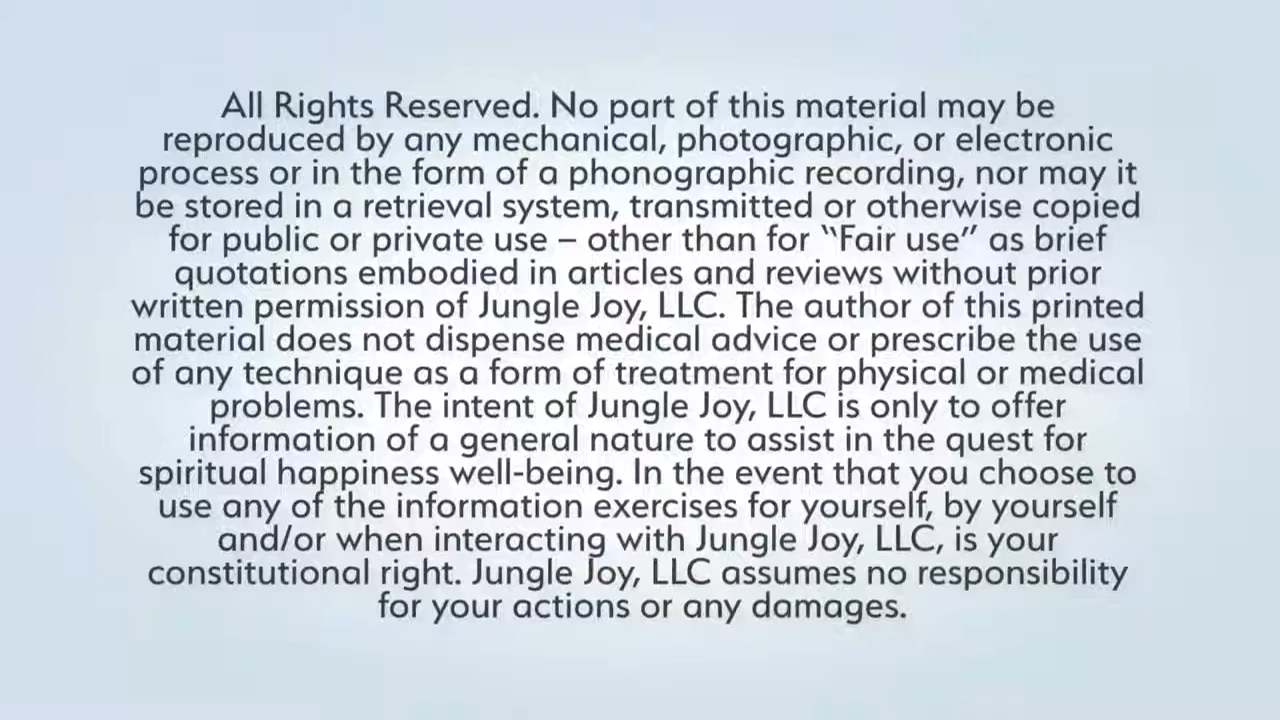 All Rights Reserved. No part of this material may be
reproduced by any mechanical, photographic, or electronic
process or in the form of a phonographic recording, nor may it
be stored in a retrieval system, transmitted or otherwise copied
for public or private use – other than for “Fair use” as brief
quotations embodied in articles and reviews without prior
written permission of Jungle Joy, LLC. The author of this printed
material does not dispense medical advice or prescribe the use
of any technique as a form of treatment for physical or medical
problems. The intent of Jungle Joy, LLC is only to offer
information of a general nature to assist in the quest for
spiritual happiness well-being. In the event that you choose to
use any of the information exercises for yourself, by yourself
and/or when interacting with Jungle Joy, LLC, is your
constitutional right. Jungle Joy, LLC assumes no responsibility
for your actions or any damages.